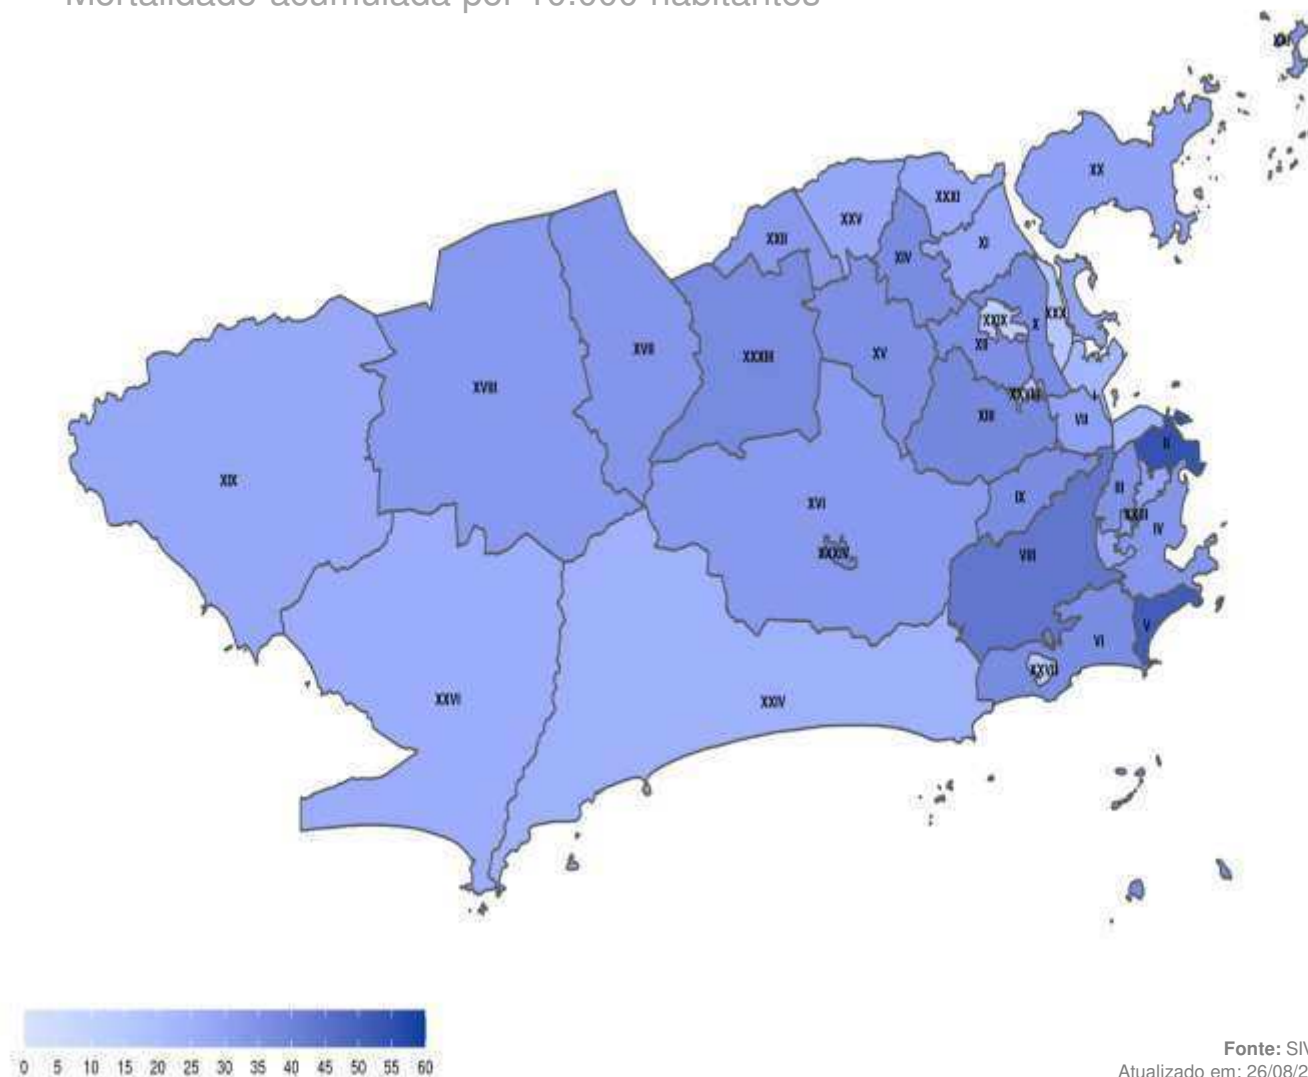 Mortalidade acumulada por 10.000 habitantes
XX
XXXI
XXV
XXII
XI
XIV
XXIX
XXX
X
XVII
XXXIII
XV
XII
XVIII
XIII
I
VII
II
XIX
III
IX
XVI
IV
VIII
XXXIV
V
VI
XXVII
XXVI
XXIV
0 5 10 15 20 25 30 35 40 45 50 55 60
Fonte: SIV
Atualizado em: 26/08/2